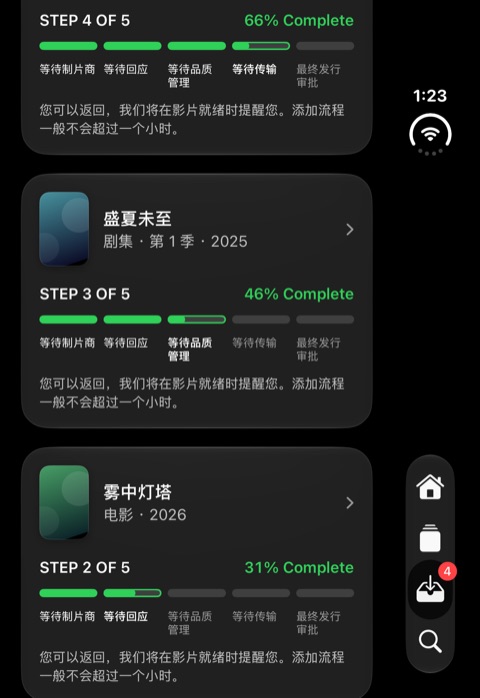 STEP 4 OF 5
66% Complete
等待制片商
等待回应
等待品质
管理
等待传输
最终发行
审批
您可以返回，我们将在影片就绪时提醒您。添加流程
一般不会超过一个小时。
1:23
盛夏未至
剧集 · 第 1 季 · 2025
STEP 3 OF 5
46% Complete
等待制片商
等待回应
等待品质
管理
等待传输
最终发行
审批
您可以返回，我们将在影片就绪时提醒您。添加流程
一般不会超过一个小时。
雾中灯塔
电影 · 2026
4
STEP 2 OF 5
31% Complete
等待制片商
等待回应
等待品质
管理
等待传输
最终发行
审批
您可以返回，我们将在影片就绪时提醒您。添加流程
一般不会超过一个小时。